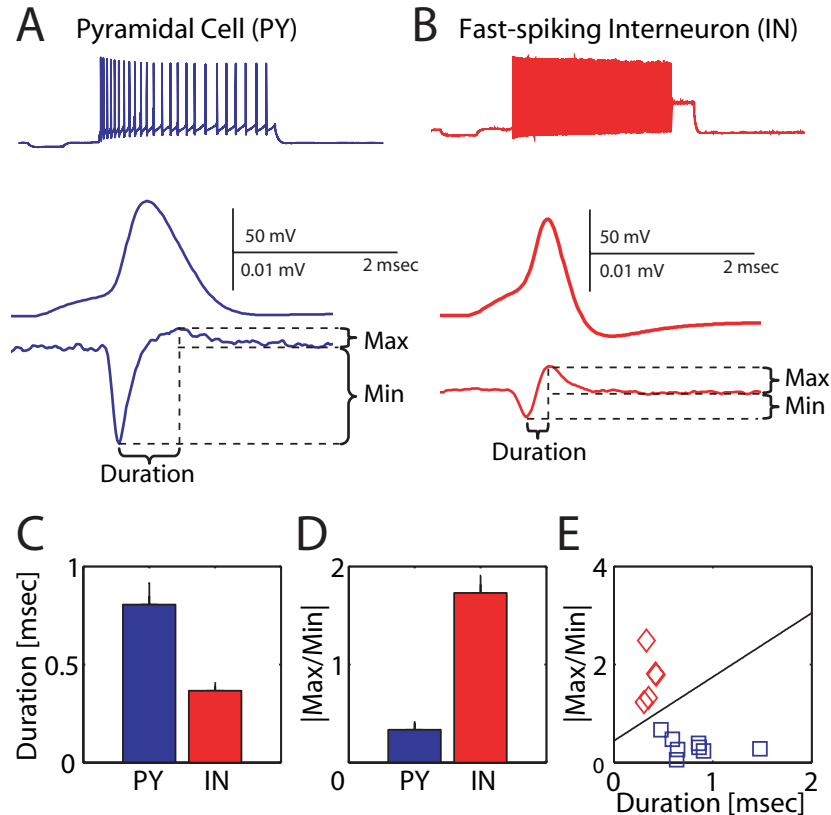 A Pyramidal Cell (PY)
50 mV
0.01 mV
2 msec
Max
Min
Duration
B Fast-spiking Interneuron (IN)
50 mV
0.01 mV
2 msec
Max
Min
Duration
C
Duration [msec]
1
0.5
0
PY IN
D
|Max/Min|
2
1
0
PY IN
E
|Max/Min|
4
2
0
0 1 2
Duration [msec]